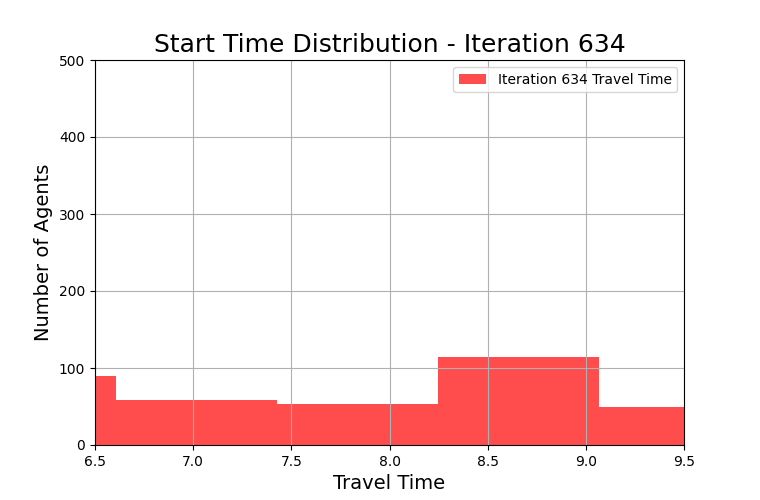 Start Time Distribution - Iteration 634
Iteration 634 Travel Time
Number of Agents
500
400
300
200
100
0
6.5 7.0 7.5 8.0 8.5 9.0 9.5
Travel Time